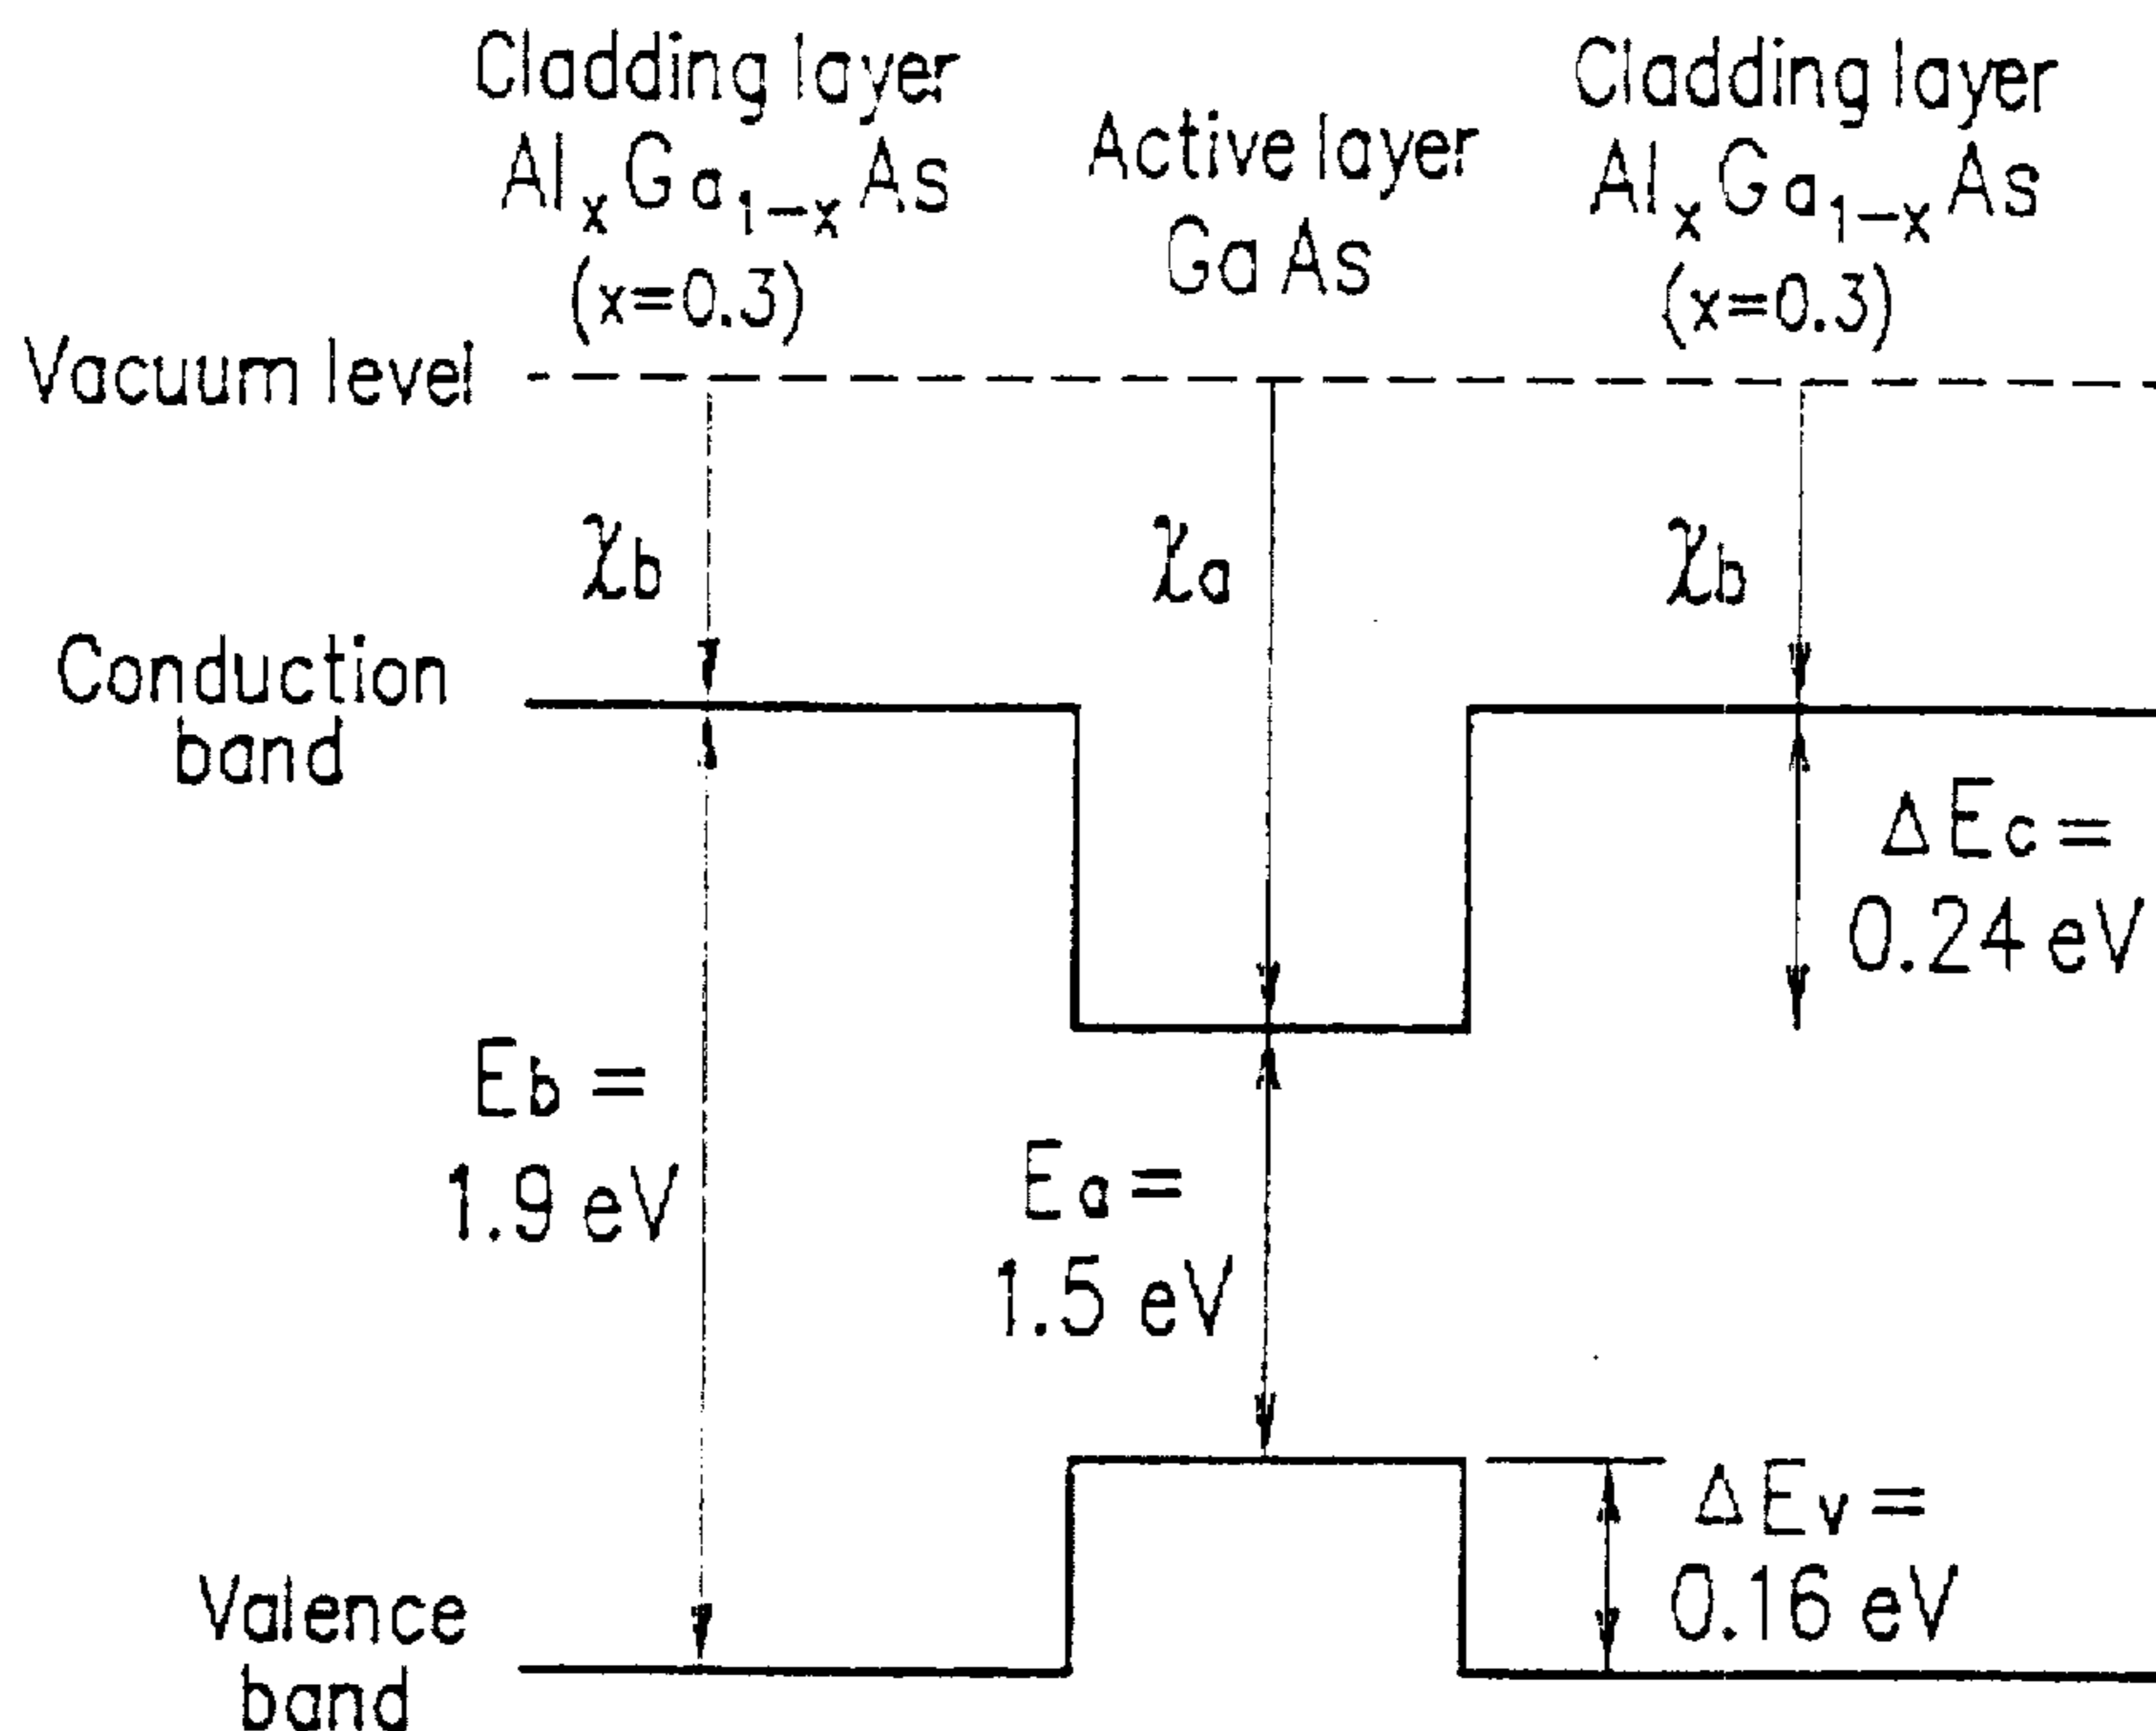 Cladding layer
AlₓGa₁₋ₓAs
(x=0.3)
Active layer
GaAs
Cladding layer
AlₓGa₁₋ₓAs
(x=0.3)
Vacuum level
χb
χa
χb
Conduction
band
ΔEc=
0.24 eV
Eb=
1.9 eV
Ea=
1.5 eV
ΔEv=
0.16 eV
Valence
band